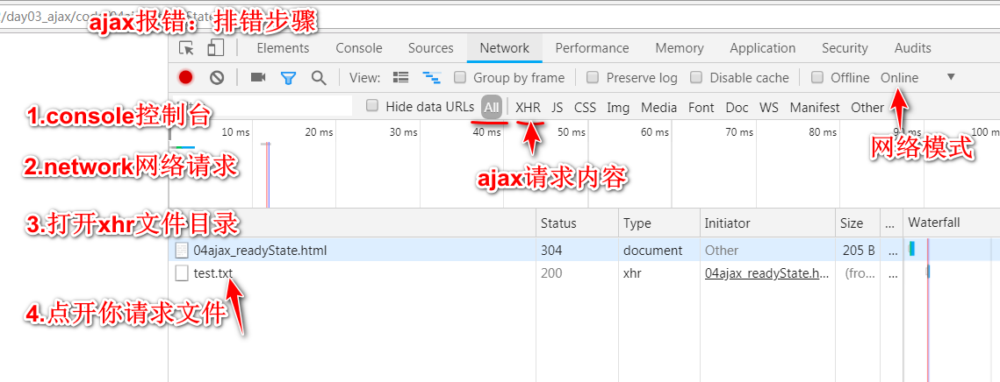 /day03_ajax/code
ajax报错：排错步骤
Elements Console Sources Network Performance Memory Application Security Audits
View: Group by frame Preserve log Disable cache Offline Online
1.console控制台
Hide data URLs All XHR JS CSS Img Media Font Doc WS Manifest Other
10 ms 20 ms 30 ms 40 ms 50 ms 60 ms 70 ms 80 ms 90 ms 100 m
网络模式
2.network网络请求
ajax请求内容
3.打开xhr文件目录
Status Type Initiator Size ... Waterfall
04ajax_readyState.html 304 document Other 205 B ...
test.txt 200 xhr 04ajax_readyState.h... (fro... ...
4.点开你请求文件